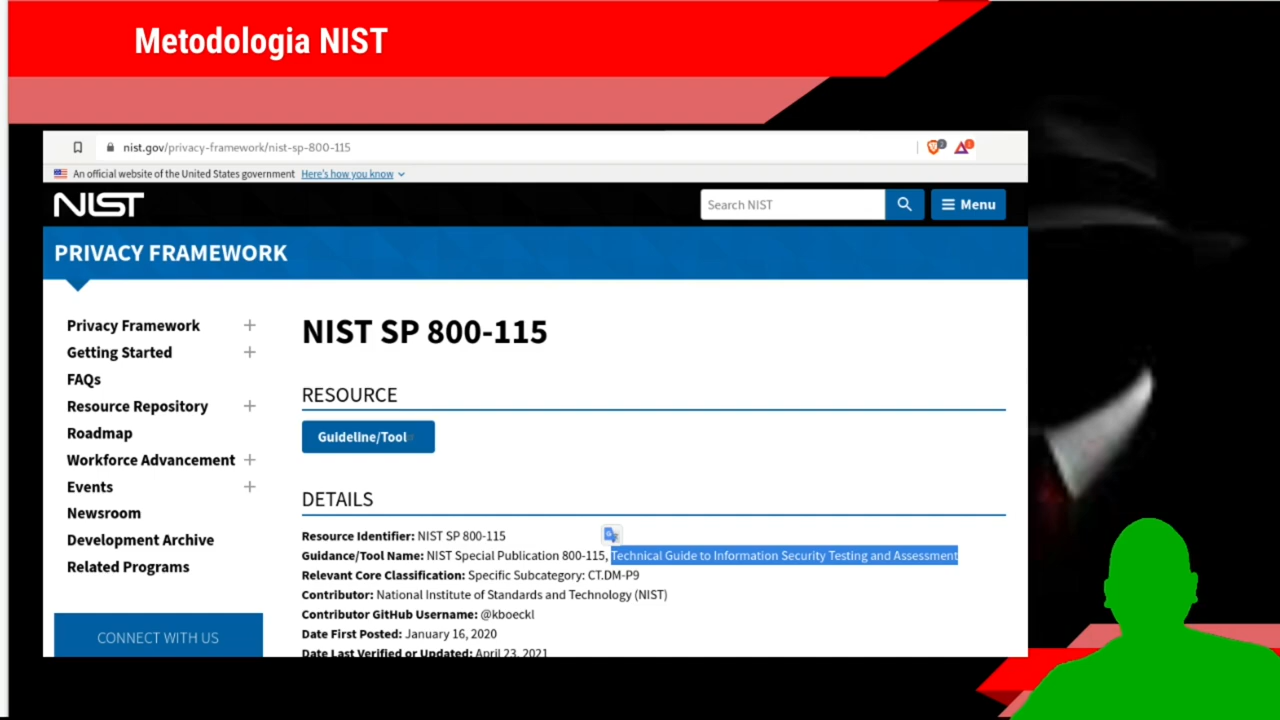 Metodologia NIST
nist.gov/privacy-framework/nist-sp-800-115
An official website of the United States government Here's how you know
NIST
Search NIST
Menu
PRIVACY FRAMEWORK
Privacy Framework
Getting Started
FAQs
Resource Repository
Roadmap
Workforce Advancement
Events
Newsroom
Development Archive
Related Programs
CONNECT WITH US
NIST SP 800-115
RESOURCE
Guideline/Tool
DETAILS
Resource Identifier: NIST SP 800-115
Guidance/Tool Name: NIST Special Publication 800-115, Technical Guide to Information Security Testing and Assessment
Relevant Core Classification: Specific Subcategory: CT.DM-P9
Contributor: National Institute of Standards and Technology (NIST)
Contributor GitHub Username: @kboeckl
Date First Posted: January 16, 2020
Date Last Verified or Updated: April 23, 2021